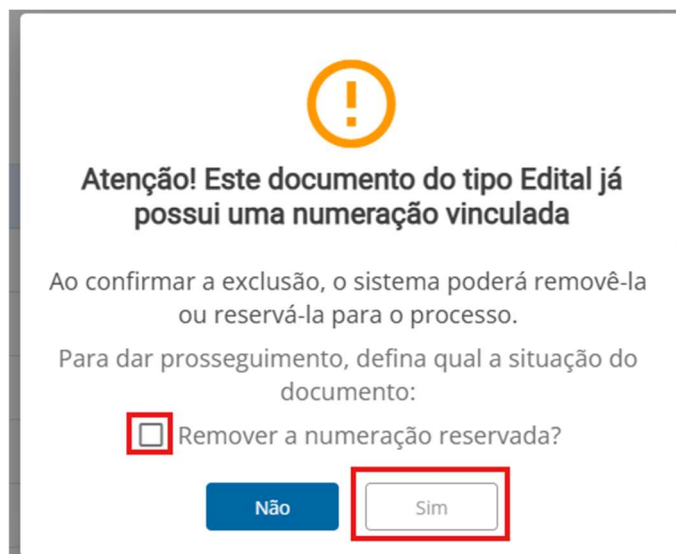 Atenção! Este documento do tipo Edital já
possui uma numeração vinculada
Ao confirmar a exclusão, o sistema poderá removê-la
ou reservá-la para o processo.
Para dar prosseguimento, defina qual a situação do
documento:
Remover a numeração reservada?
Não
Sim